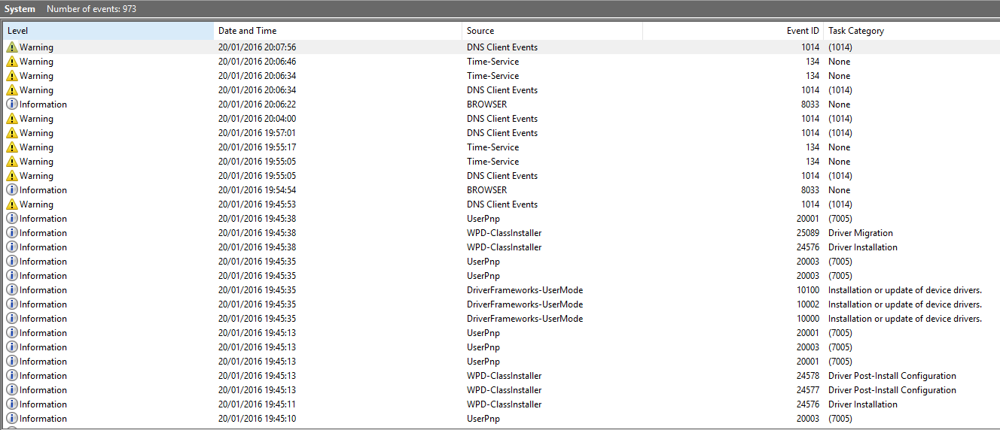 System Number of events: 973
Level Date and Time Source Event ID Task Category
Warning 20/01/2016 20:07:56 DNS Client Events 1014 (1014)
Warning 20/01/2016 20:06:46 Time-Service 134 None
Warning 20/01/2016 20:06:34 Time-Service 134 None
Warning 20/01/2016 20:06:34 DNS Client Events 1014 (1014)
Information 20/01/2016 20:06:22 BROWSER 8033 None
Warning 20/01/2016 20:04:00 DNS Client Events 1014 (1014)
Warning 20/01/2016 19:57:01 DNS Client Events 1014 (1014)
Warning 20/01/2016 19:55:17 Time-Service 134 None
Warning 20/01/2016 19:55:05 Time-Service 134 None
Warning 20/01/2016 19:55:05 DNS Client Events 1014 (1014)
Information 20/01/2016 19:54:54 BROWSER 8033 None
Warning 20/01/2016 19:45:53 DNS Client Events 1014 (1014)
Information 20/01/2016 19:45:38 UserPnp 20001 (7005)
Information 20/01/2016 19:45:38 WPD-ClassInstaller 25089 Driver Migration
Information 20/01/2016 19:45:38 WPD-ClassInstaller 24576 Driver Installation
Information 20/01/2016 19:45:35 UserPnp 20003 (7005)
Information 20/01/2016 19:45:35 UserPnp 20003 (7005)
Information 20/01/2016 19:45:35 DriverFrameworks-UserMode 10100 Installation or update of device drivers.
Information 20/01/2016 19:45:35 DriverFrameworks-UserMode 10002 Installation or update of device drivers.
Information 20/01/2016 19:45:35 DriverFrameworks-UserMode 10000 Installation or update of device drivers.
Information 20/01/2016 19:45:13 UserPnp 20001 (7005)
Information 20/01/2016 19:45:13 UserPnp 20003 (7005)
Information 20/01/2016 19:45:13 UserPnp 20001 (7005)
Information 20/01/2016 19:45:13 WPD-ClassInstaller 24578 Driver Post-Install Configuration
Information 20/01/2016 19:45:13 WPD-ClassInstaller 24577 Driver Post-Install Configuration
Information 20/01/2016 19:45:11 WPD-ClassInstaller 24576 Driver Installation
Information 20/01/2016 19:45:10 UserPnp 20003 (7005)